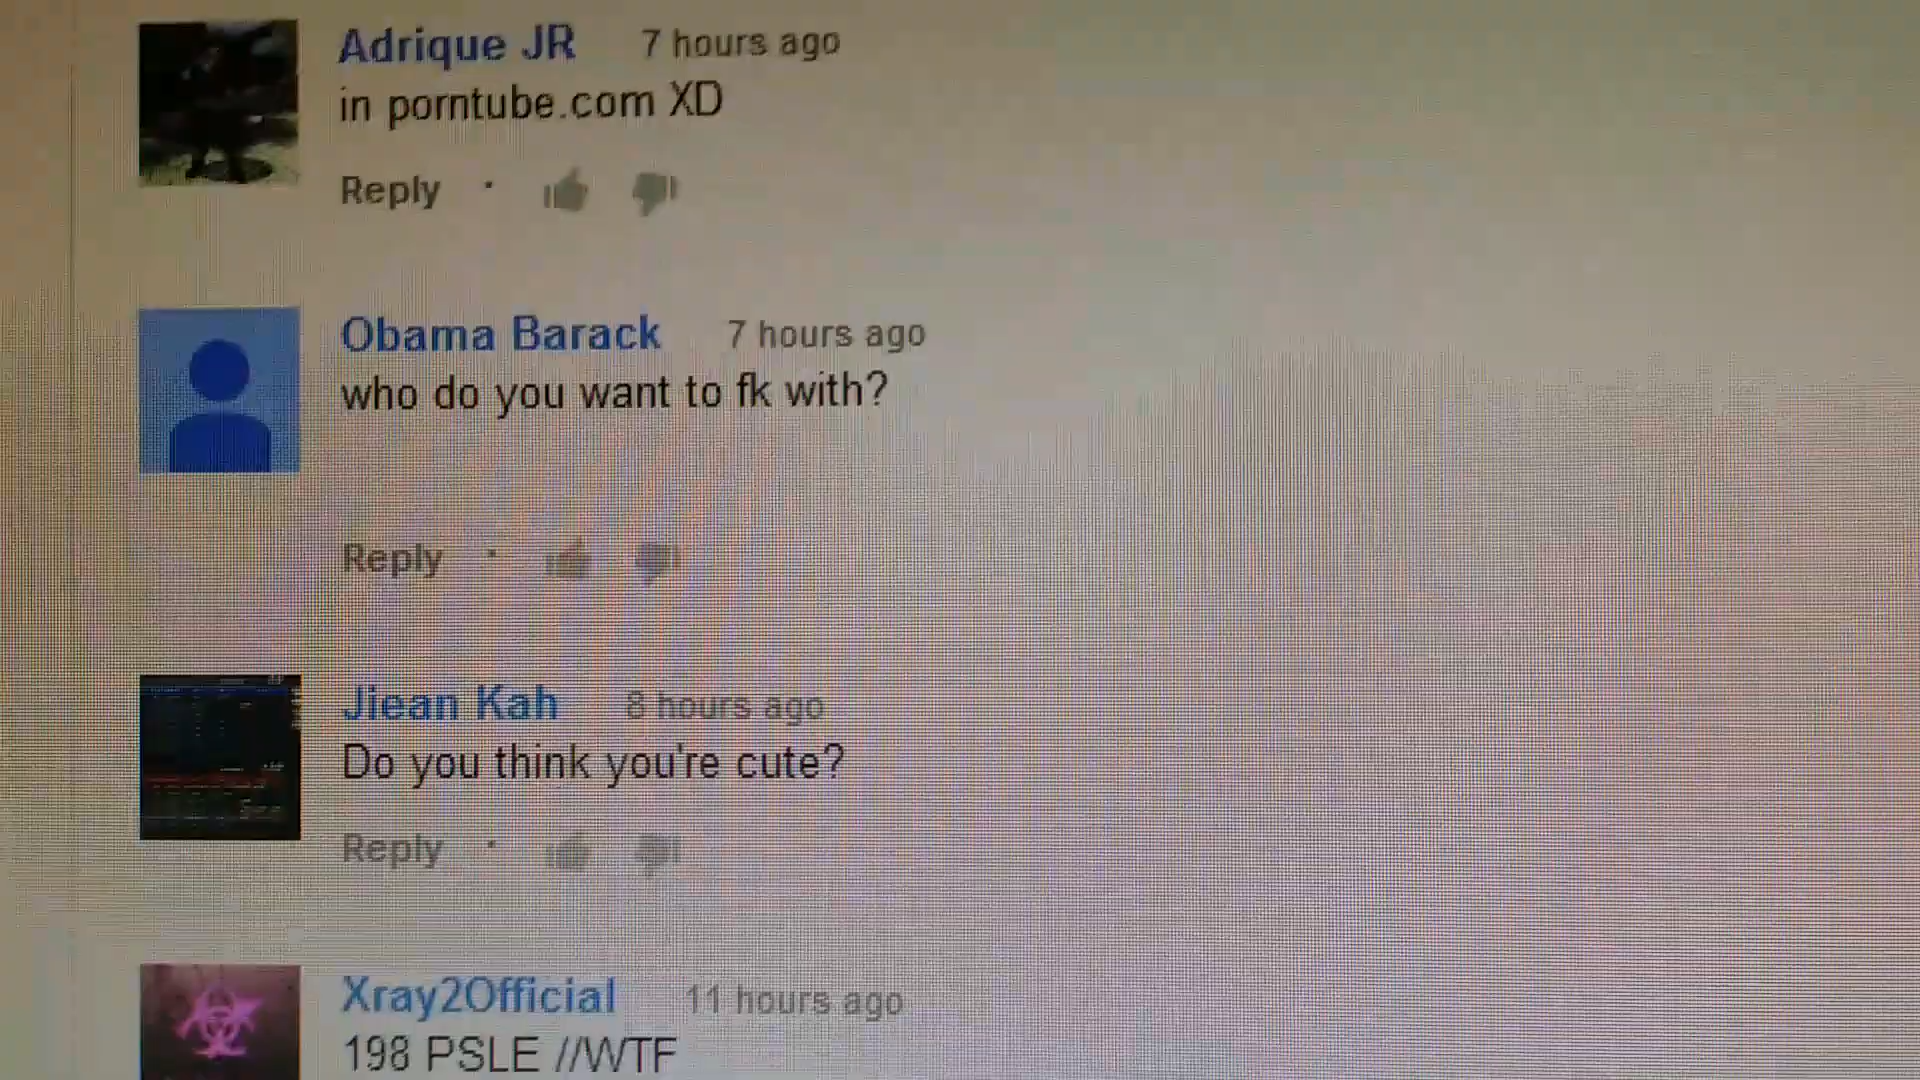 Adrique JR 7 hours ago
in porntube.com XD
Reply ·
Obama Barack 7 hours ago
who do you want to fk with?
Reply ·
Jiean Kah 8 hours ago
Do you think you're cute?
Reply ·
Xray2Official 11 hours ago
198 PSLE //WTF